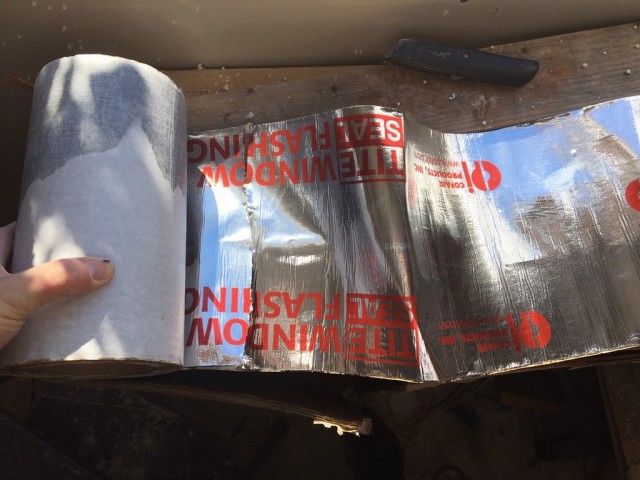 TITE WINDOW
SEAL FLASHING
COFAIR
PRODUCTS, INC
TITE WINDOW
SEAL FLASHING